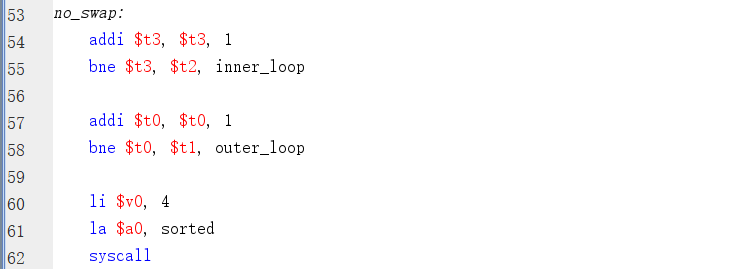 53 no_swap:
54 addi $t3, $t3, 1
55 bne $t3, $t2, inner_loop
56
57 addi $t0, $t0, 1
58 bne $t0, $t1, outer_loop
59
60 li $v0, 4
61 la $a0, sorted
62 syscall